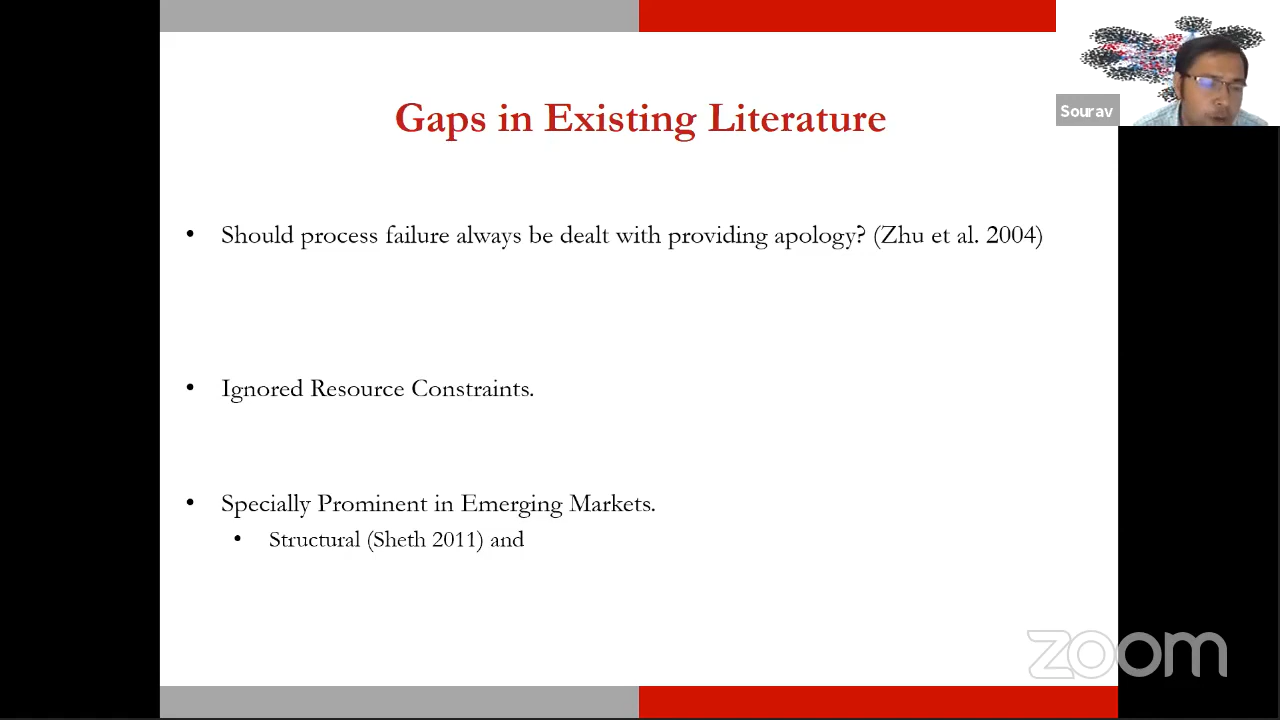 Sourav
Gaps in Existing Literature
• Should process failure always be dealt with providing apology? (Zhu et al. 2004)
• Ignored Resource Constraints.
• Specially Prominent in Emerging Markets.
• Structural (Sheth 2011) and
zoom